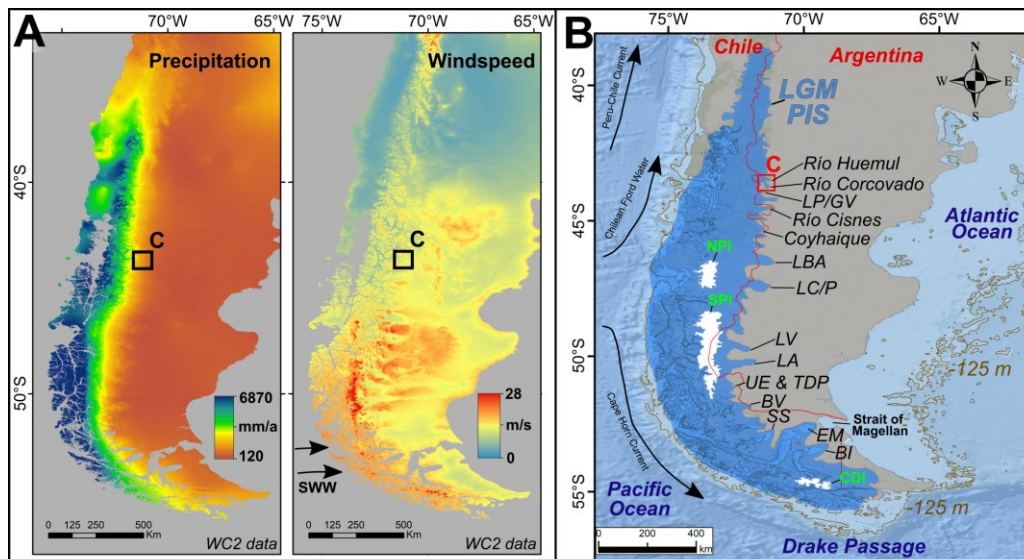 A
70°W
65°W
75°W
70°W
65°W
Precipitation
Windspeed
40°S
50°S
C
C
6870
mm/a
120
28
m/s
0
SWW
0 125 250 500
Km
WC2 data
0 125 250 500
Km
WC2 data
B
75°W
70°W
65°W
40°S
45°S
50°S
55°S
Chile
Argentina
N
W E
S
Peru-Chile Current
LGM
PIS
C
Río Huemul
Río Corcovado
LP/GV
Río Cisnes
Coyhaique
Chilean Fjord Water
Atlantic
Ocean
NPI
LBA
SPI
LC/P
LV
LA
-125 m
UE & TDP
BV
SS
Strait of
Magellan
EM
BI
Cape Horn Current
CDI
Pacific
Ocean
-125 m
0 200 400
km
Drake Passage